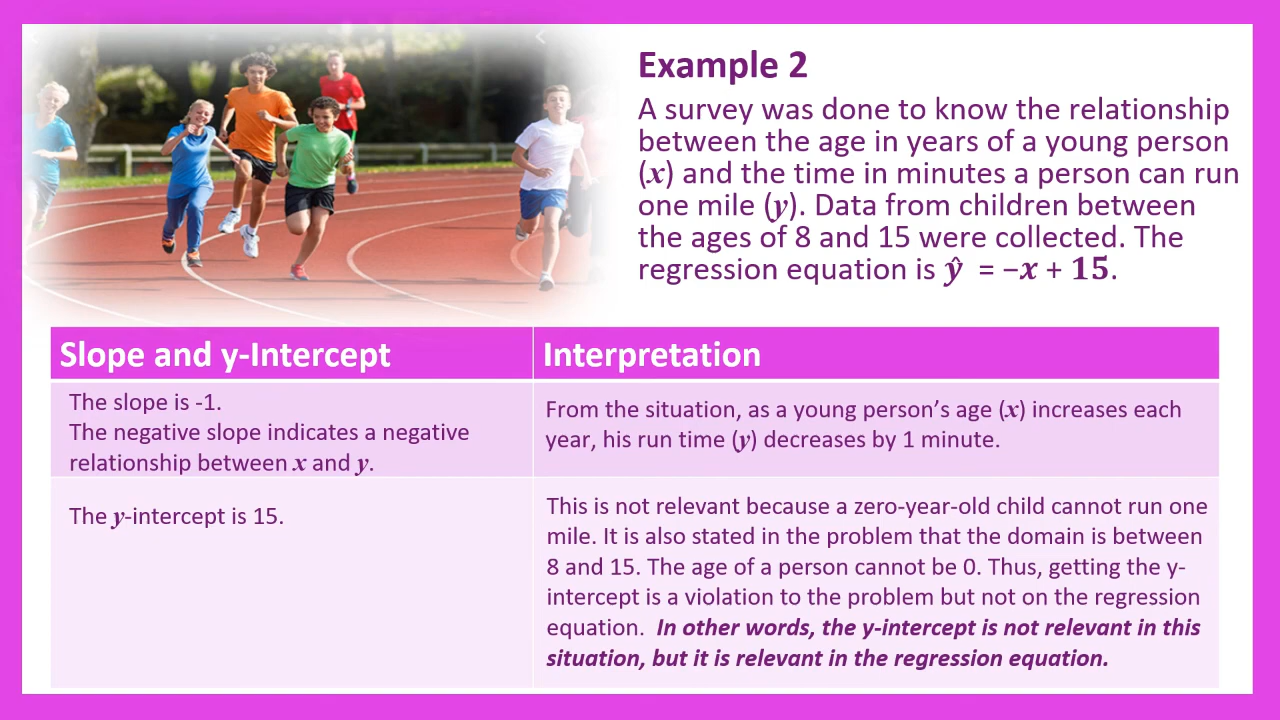 Example 2
A survey was done to know the relationship
between the age in years of a young person
(x) and the time in minutes a person can run
one mile (y). Data from children between
the ages of 8 and 15 were collected. The
regression equation is ŷ = −x + 15.
Slope and y-Intercept
Interpretation
The slope is -1.
The negative slope indicates a negative
relationship between x and y.
From the situation, as a young person’s age (x) increases each
year, his run time (y) decreases by 1 minute.
The y-intercept is 15.
This is not relevant because a zero-year-old child cannot run one
mile. It is also stated in the problem that the domain is between
8 and 15. The age of a person cannot be 0. Thus, getting the y-
intercept is a violation to the problem but not on the regression
equation. In other words, the y-intercept is not relevant in this
situation, but it is relevant in the regression equation.